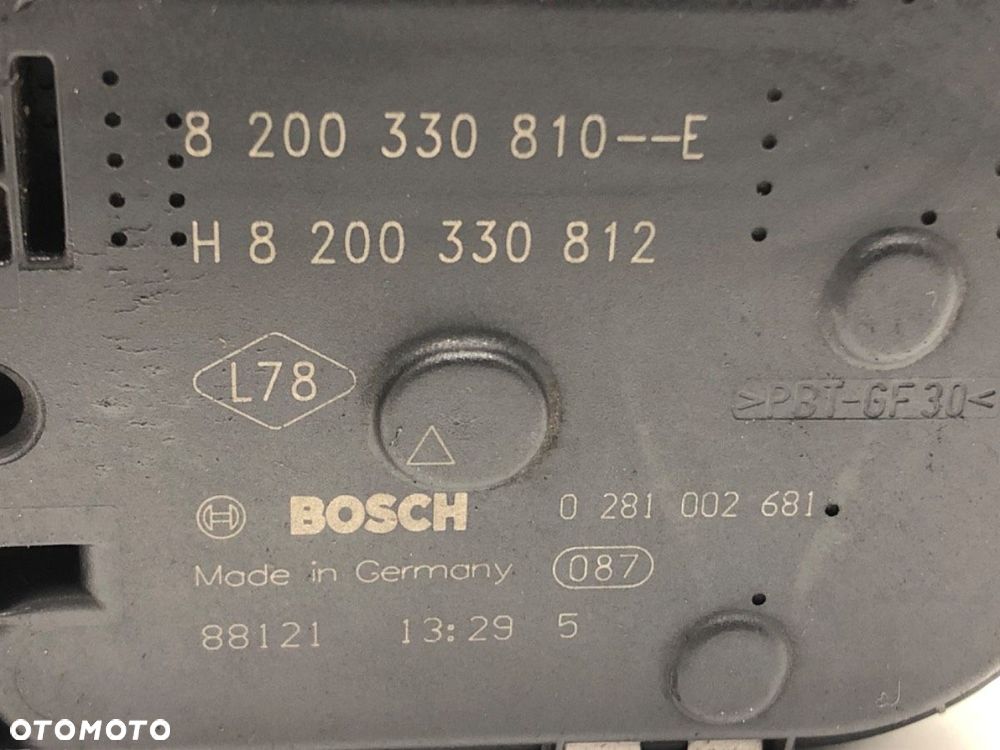 8 200 330 810--E
H 8 200 330 812
L78
>PBT-GF30<
BOSCH 0 281 002 681
Made in Germany 087
88121 13:29 5
OTOMOTO